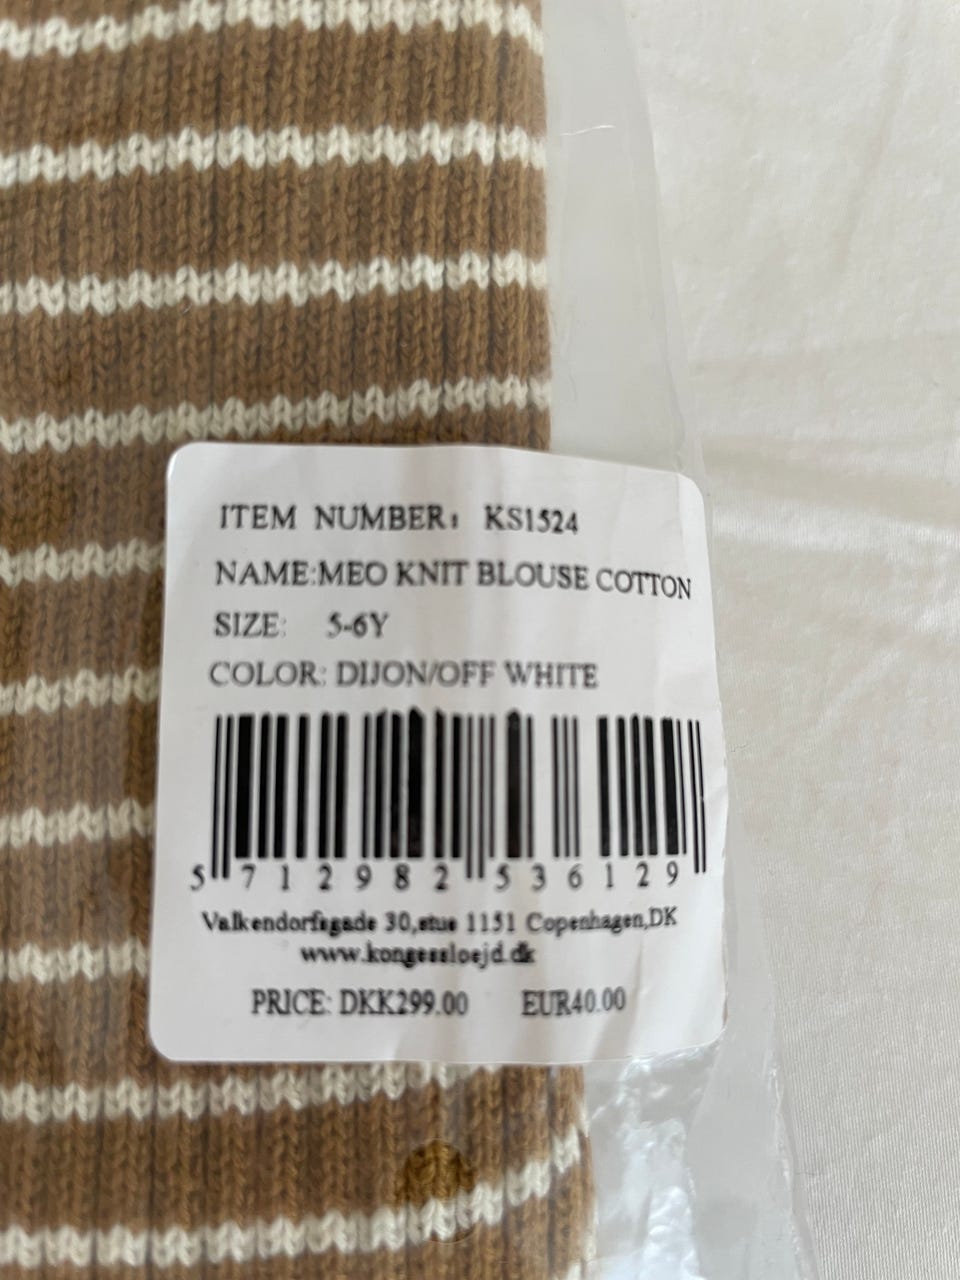 ITEM NUMBER: KS1524
NAME:MEO KNIT BLOUSE COTTON
SIZE: 5-6Y
COLOR: DIJON/OFF WHITE
5 712982 536129
Valkendorfsgade 30,stue 1151 Copenhagen,DK
www.kongessloejd.dk
PRICE: DKK299.00 EUR40.00